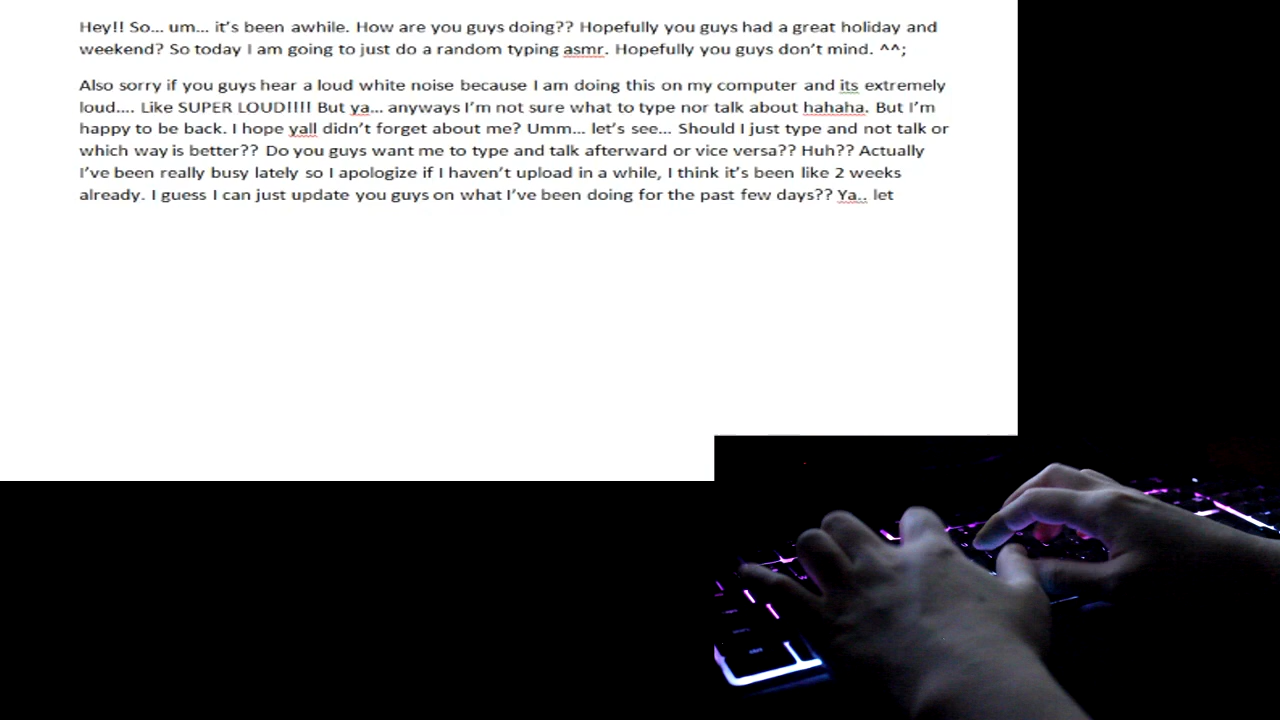 Hey!! So... um... it's been awhile. How are you guys doing?? Hopefully you guys had a great holiday and
weekend? So today I am going to just do a random typing asmr. Hopefully you guys don't mind. ^^;
Also sorry if you guys hear a loud white noise because I am doing this on my computer and its extremely
loud.... Like SUPER LOUD!!!! But ya... anyways I'm not sure what to type nor talk about hahaha. But I'm
happy to be back. I hope yall didn't forget about me? Umm... let's see... Should I just type and not talk or
which way is better?? Do you guys want me to type and talk afterward or vice versa?? Huh?? Actually
I've been really busy lately so I apologize if I haven't upload in a while, I think it's been like 2 weeks
already. I guess I can just update you guys on what I've been doing for the past few days?? Ya.. let